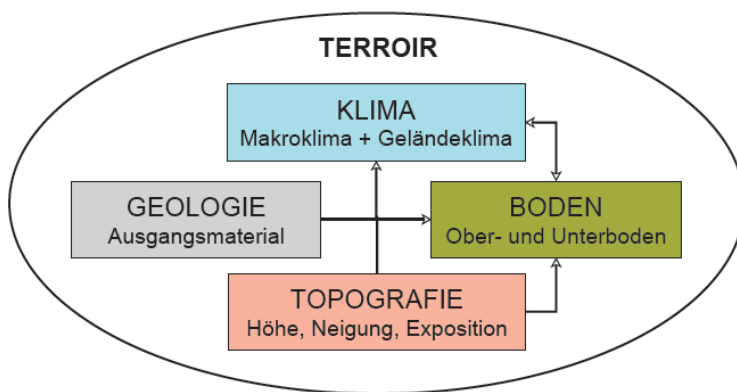 TERROIR
KLIMA
Makroklima + Geländeklima
GEOLOGIE
Ausgangsmaterial
BODEN
Ober- und Unterboden
TOPOGRAFIE
Höhe, Neigung, Exposition